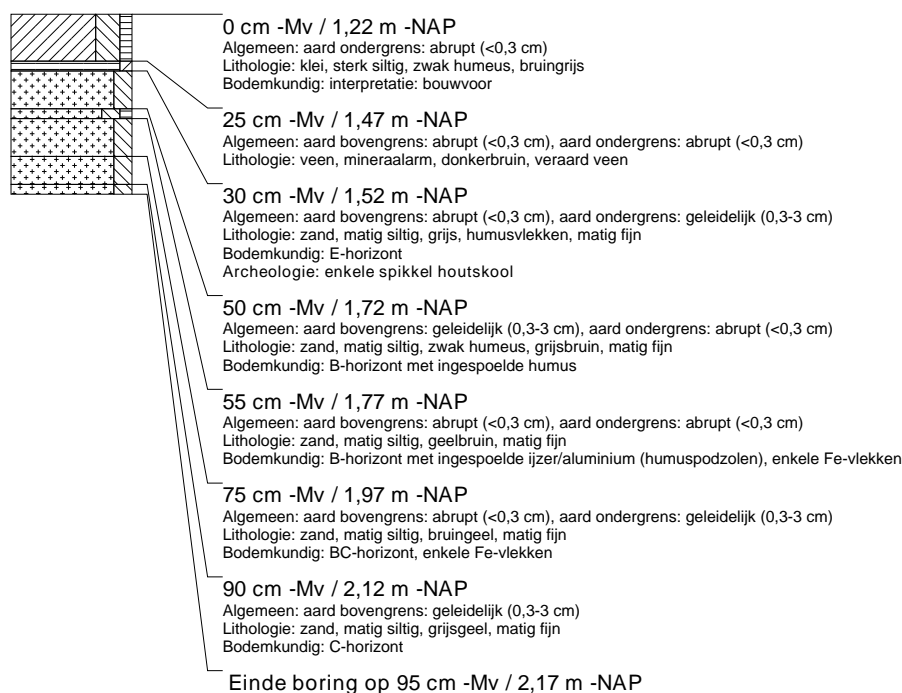 0 cm -Mv / 1,22 m -NAP
Algemeen: aard ondergrens: abrupt (<0,3 cm)
Lithologie: klei, sterk siltig, zwak humeus, bruingrijs
Bodemkundig: interpretatie: bouwvoor
25 cm -Mv / 1,47 m -NAP
Algemeen: aard bovengrens: abrupt (<0,3 cm), aard ondergrens: abrupt (<0,3 cm)
Lithologie: veen, mineraalarm, donkerbruin, veraard veen
30 cm -Mv / 1,52 m -NAP
Algemeen: aard bovengrens: abrupt (<0,3 cm), aard ondergrens: geleidelijk (0,3-3 cm)
Lithologie: zand, matig siltig, grijs, humusvlekken, matig fijn
Bodemkundig: E-horizont
Archeologie: enkele spikkel houtskool
50 cm -Mv / 1,72 m -NAP
Algemeen: aard bovengrens: geleidelijk (0,3-3 cm), aard ondergrens: abrupt (<0,3 cm)
Lithologie: zand, matig siltig, zwak humeus, grijsbruin, matig fijn
Bodemkundig: B-horizont met ingespoelde humus
55 cm -Mv / 1,77 m -NAP
Algemeen: aard bovengrens: abrupt (<0,3 cm), aard ondergrens: abrupt (<0,3 cm)
Lithologie: zand, matig siltig, geelbruin, matig fijn
Bodemkundig: B-horizont met ingespoelde ijzer/aluminium (humuspodzolen), enkele Fe-vlekken
75 cm -Mv / 1,97 m -NAP
Algemeen: aard bovengrens: abrupt (<0,3 cm), aard ondergrens: geleidelijk (0,3-3 cm)
Lithologie: zand, matig siltig, bruingeel, matig fijn
Bodemkundig: BC-horizont, enkele Fe-vlekken
90 cm -Mv / 2,12 m -NAP
Algemeen: aard bovengrens: geleidelijk (0,3-3 cm)
Lithologie: zand, matig siltig, grijsgeel, matig fijn
Bodemkundig: C-horizont
Einde boring op 95 cm -Mv / 2,17 m -NAP